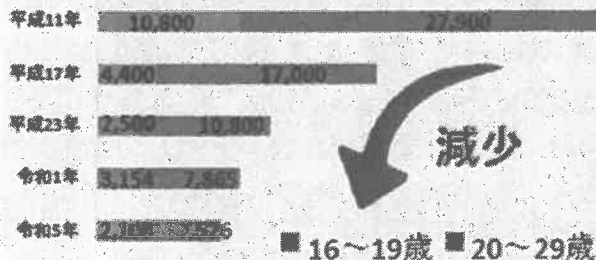 平成11年 10,800 27,900
平成17年 4,400 17,000
平成23年 2,500 10,800
令和1年 3,154 7,865
令和5年
減少
■16～19歳 ■20～29歳